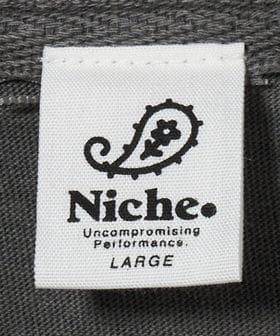 Niche.
Uncompromising
Performance.
LARGE